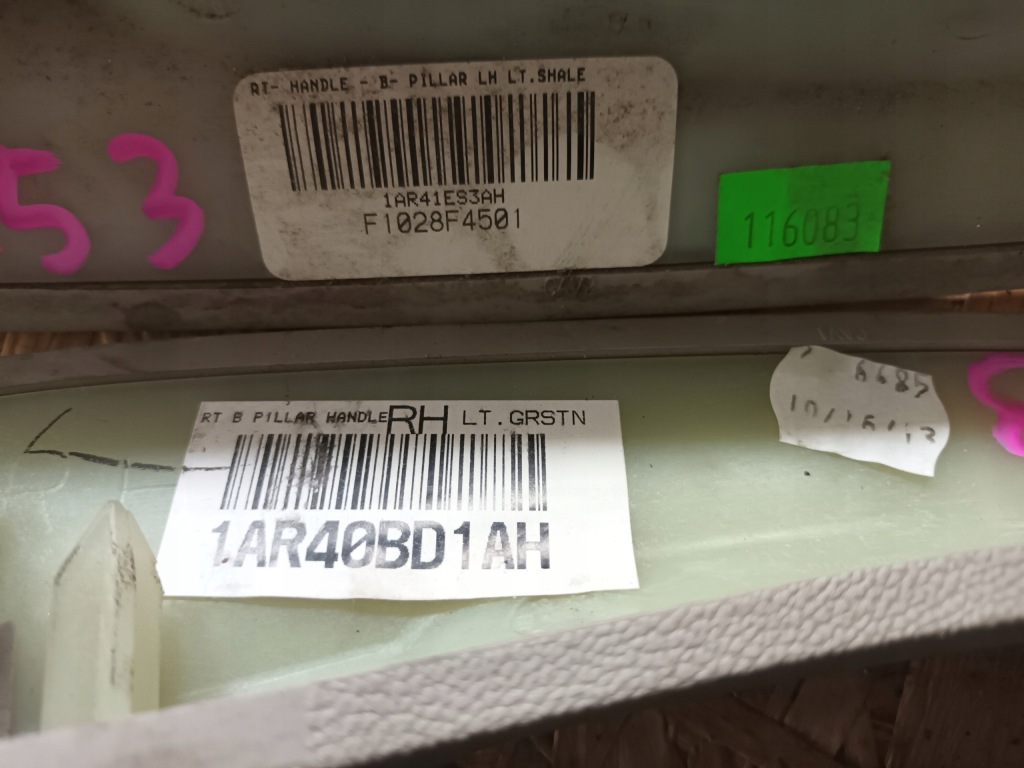 RT- HANDLE - B- PILLAR LH LT.SHALE
1AR41ES3AH
F1028F4501
53
116083
RT B PILLAR HANDLE RH LT.GRSTN
1AR40BD1AH